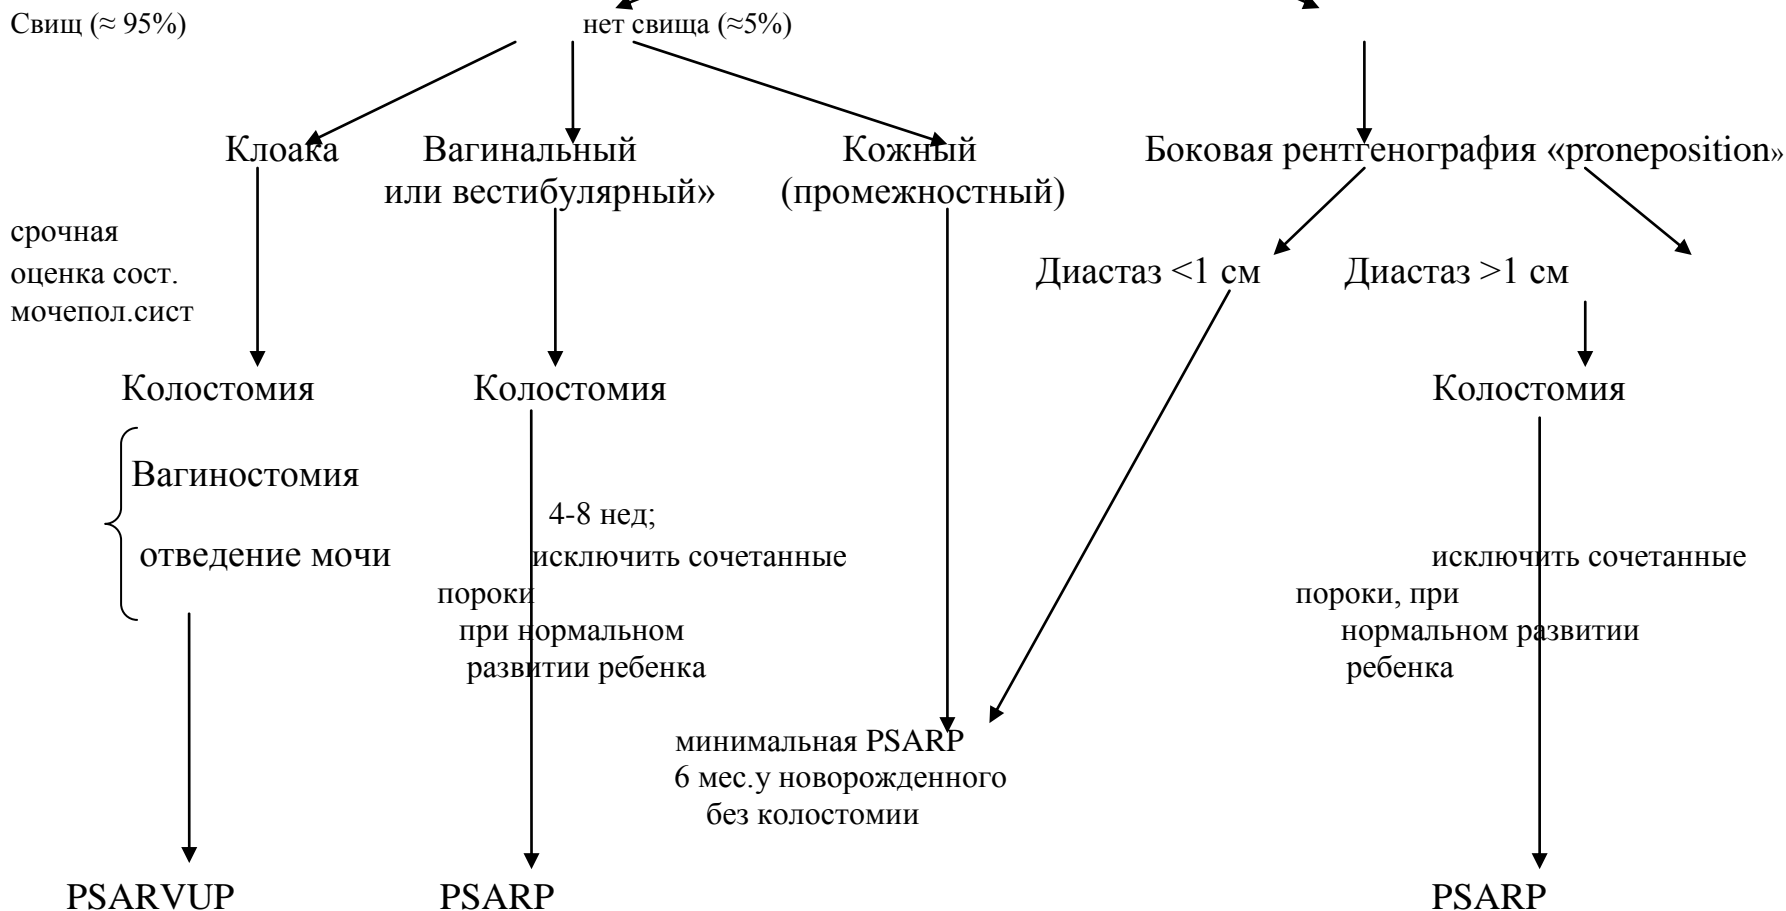 Свищ (≈ 95%)
нет свища (≈5%)
Клоака
Вагинальный
или вестибулярный»
Кожный
(промежностный)
Боковая рентгенография «proneposition»
срочная
оценка сост.
мочепол.сист
Диастаз <1 см
Диастаз >1 см
Колостомия
Колостомия
Колостомия
Вагиностомия
отведение мочи
4-8 нед;
исключить сочетанные
пороки
при нормальном
развитии ребенка
исключить сочетанные
пороки, при
нормальном развитии
ребенка
минимальная PSARP
6 мес.у новорожденного
без колостомии
PSARVUP
PSARP
PSARP